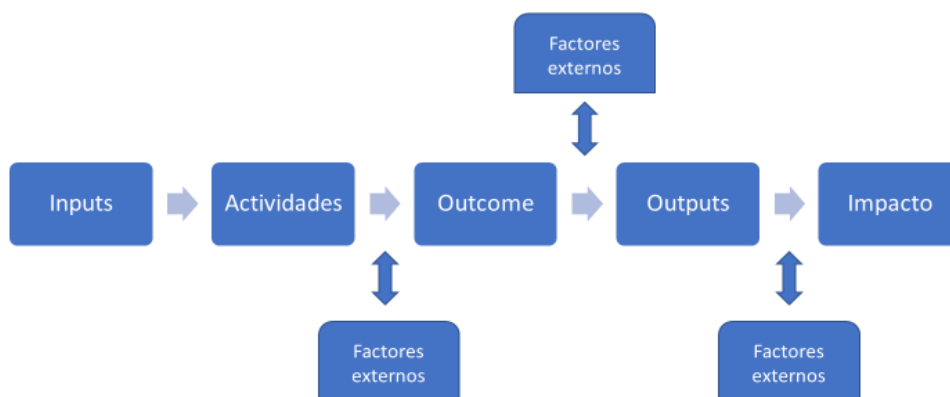 Factores
externos
Inputs
Actividades
Outcome
Outputs
Impacto
Factores
externos
Factores
externos